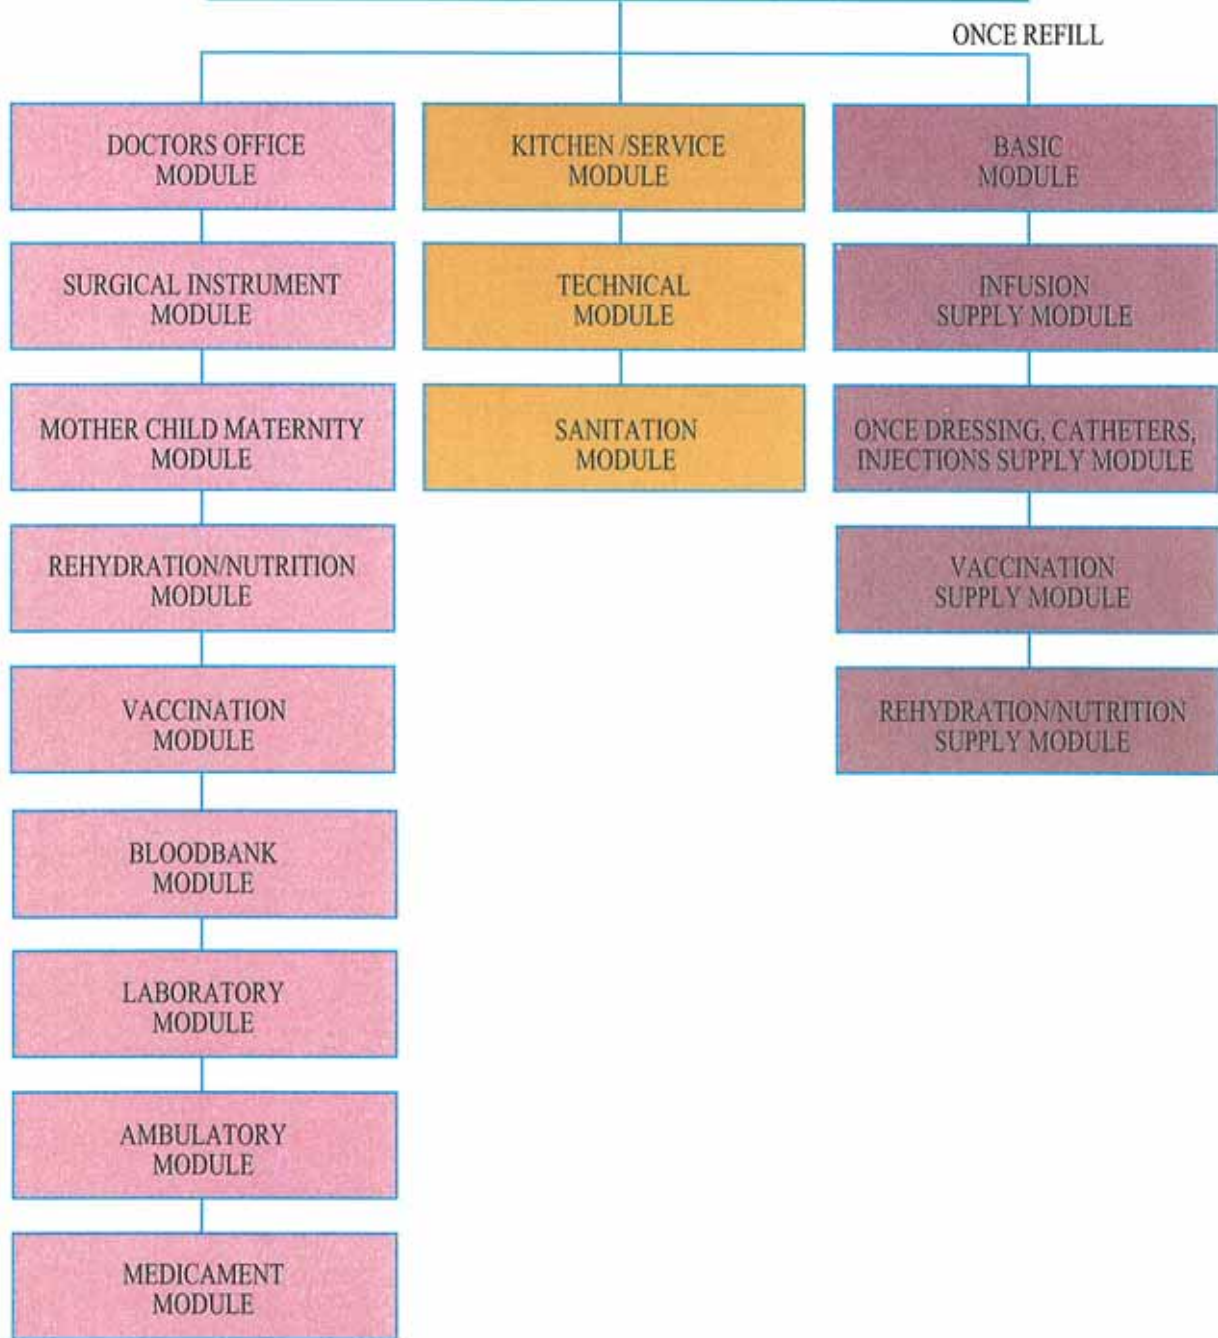 ONCE REFILL
DOCTORS OFFICE
MODULE
SURGICAL INSTRUMENT
MODULE
MOTHER CHILD MATERNITY
MODULE
REHYDRATION/NUTRITION
MODULE
VACCINATION
MODULE
BLOODBANK
MODULE
LABORATORY
MODULE
AMBULATORY
MODULE
MEDICAMENT
MODULE
KITCHEN /SERVICE
MODULE
TECHNICAL
MODULE
SANITATION
MODULE
BASIC
MODULE
INFUSION
SUPPLY MODULE
ONCE DRESSING, CATHETERS,
INJECTIONS SUPPLY MODULE
VACCINATION
SUPPLY MODULE
REHYDRATION/NUTRITION
SUPPLY MODULE